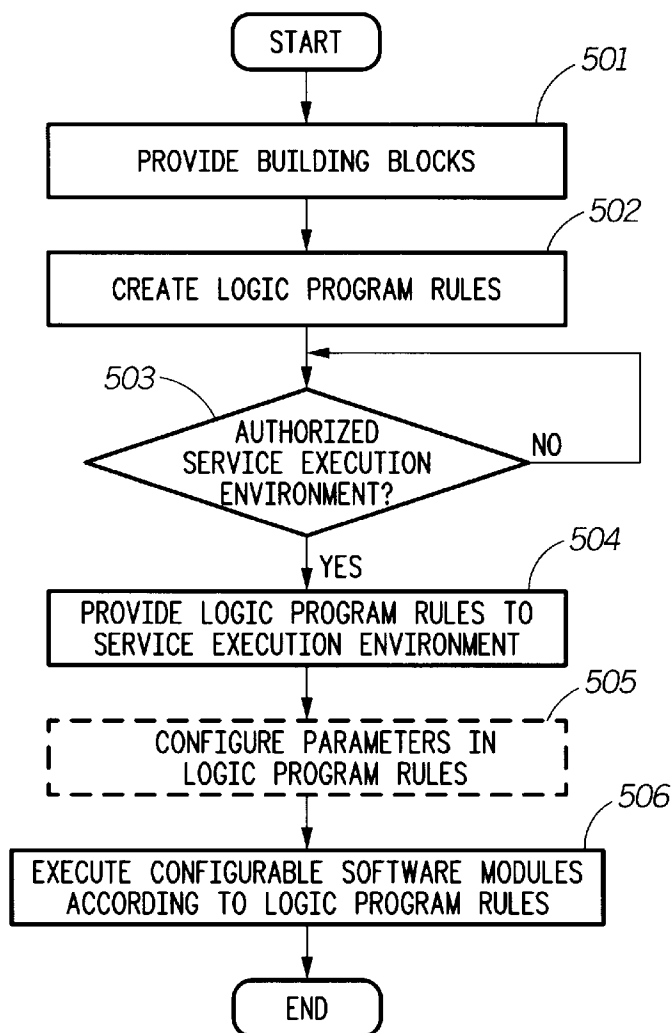 START
501
PROVIDE BUILDING BLOCKS
502
CREATE LOGIC PROGRAM RULES
503
AUTHORIZED
SERVICE EXECUTION
ENVIRONMENT?
NO
YES
504
PROVIDE LOGIC PROGRAM RULES TO
SERVICE EXECUTION ENVIRONMENT
505
CONFIGURE PARAMETERS IN
LOGIC PROGRAM RULES
506
EXECUTE CONFIGURABLE SOFTWARE MODULES
ACCORDING TO LOGIC PROGRAM RULES
END